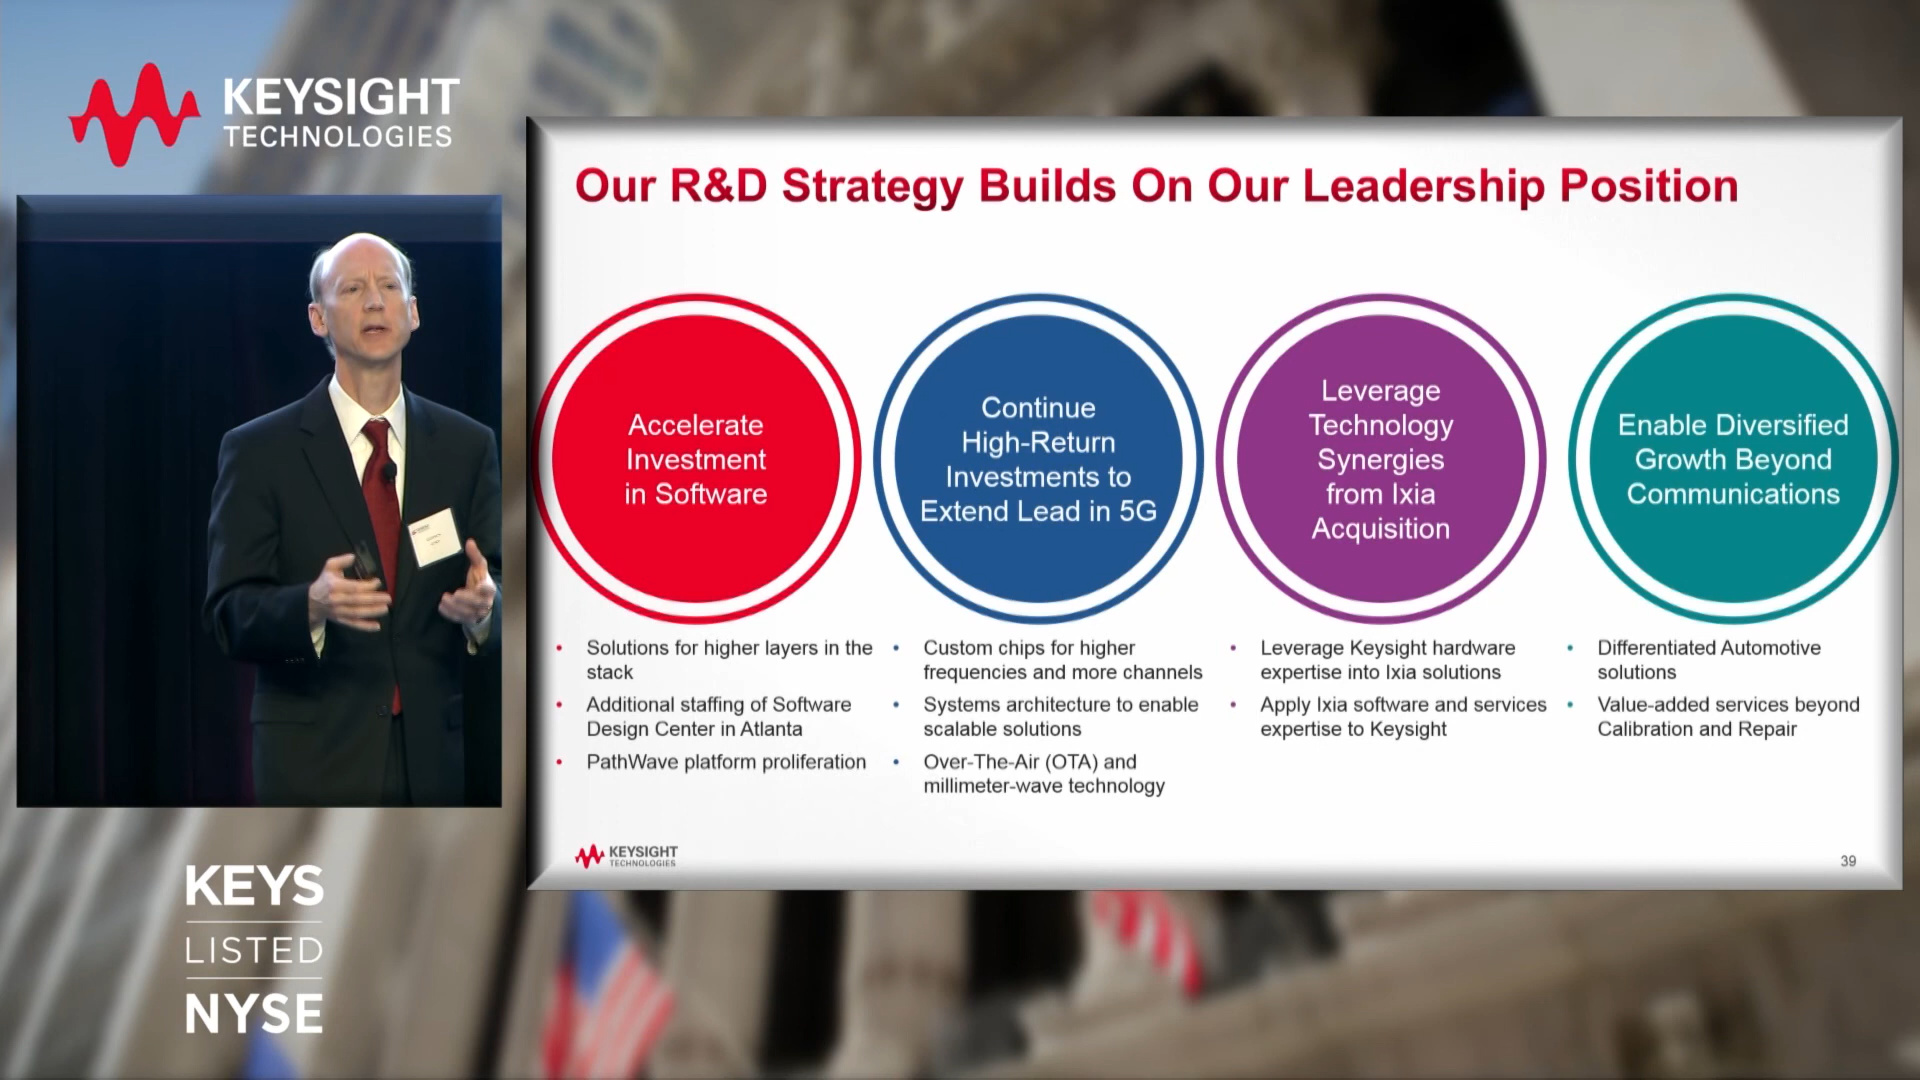 KEYSIGHT
TECHNOLOGIES
Our R&D Strategy Builds On Our Leadership Position
Accelerate
Investment
in Software
Continue
High-Return
Investments to
Extend Lead in 5G
Leverage
Technology
Synergies
from Ixia
Acquisition
Enable Diversified
Growth Beyond
Communications
• Solutions for higher layers in the
stack
• Additional staffing of Software
Design Center in Atlanta
• PathWave platform proliferation
• Custom chips for higher
frequencies and more channels
• Systems architecture to enable
scalable solutions
• Over-The-Air (OTA) and
millimeter-wave technology
• Leverage Keysight hardware
expertise into Ixia solutions
• Apply Ixia software and services
expertise to Keysight
• Differentiated Automotive
solutions
• Value-added services beyond
Calibration and Repair
KEYSIGHT
TECHNOLOGIES
39
KEYS
LISTED
NYSE